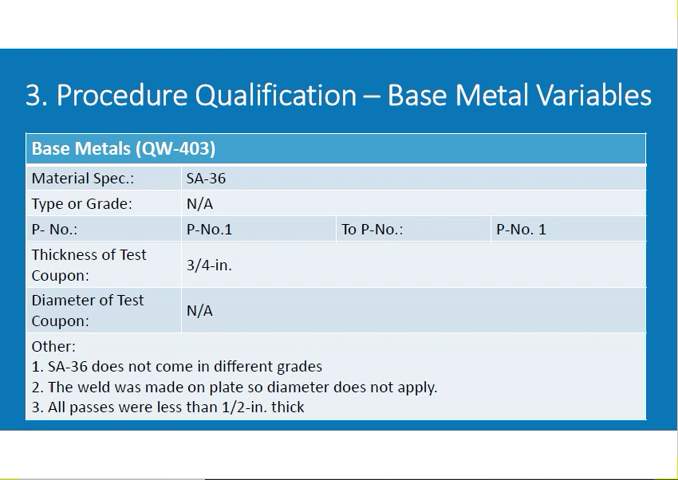 3. Procedure Qualification – Base Metal Variables
Base Metals (QW-403)
Material Spec.: SA-36
Type or Grade: N/A
P- No.: P-No.1 To P-No.: P-No. 1
Thickness of Test
Coupon: 3/4-in.
Diameter of Test
Coupon: N/A
Other:
1. SA-36 does not come in different grades
2. The weld was made on plate so diameter does not apply.
3. All passes were less than 1/2-in. thick